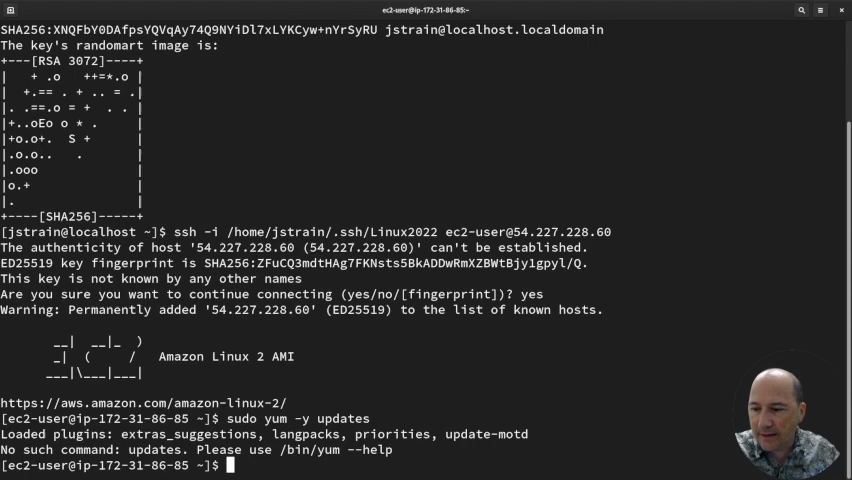 ec2-user@ip-172-31-86-85:~
SHA256:XNQFbY0DAfpsYQVqAy74Q9NYiDl7xLYKCyw+nYrSyRU jstrain@localhost.localdomain
The key's randomart image is:
+---[RSA 3072]----+
|   + .o   ++=*.o |
|  +.== . + .. = .|
|. .==.o = +  . . |
|+..oEo o * .     |
|+o.o+.  S +      |
|.o.o..   .       |
|.ooo             |
|o.+              |
|.                |
+----[SHA256]-----+
[jstrain@localhost ~]$ ssh -i /home/jstrain/.ssh/Linux2022 ec2-user@54.227.228.60
The authenticity of host '54.227.228.60 (54.227.228.60)' can't be established.
ED25519 key fingerprint is SHA256:ZFuCQ3mdtHAg7FKNsts5BkADDwRmXZBWtBjy1gpyl/Q.
This key is not known by any other names
Are you sure you want to continue connecting (yes/no/[fingerprint])? yes
Warning: Permanently added '54.227.228.60' (ED25519) to the list of known hosts.
       __|  __|_  )
       _|  (     /   Amazon Linux 2 AMI
      ___|\___|___|
https://aws.amazon.com/amazon-linux-2/
[ec2-user@ip-172-31-86-85 ~]$ sudo yum -y updates
Loaded plugins: extras_suggestions, langpacks, priorities, update-motd
No such command: updates. Please use /bin/yum --help
[ec2-user@ip-172-31-86-85 ~]$